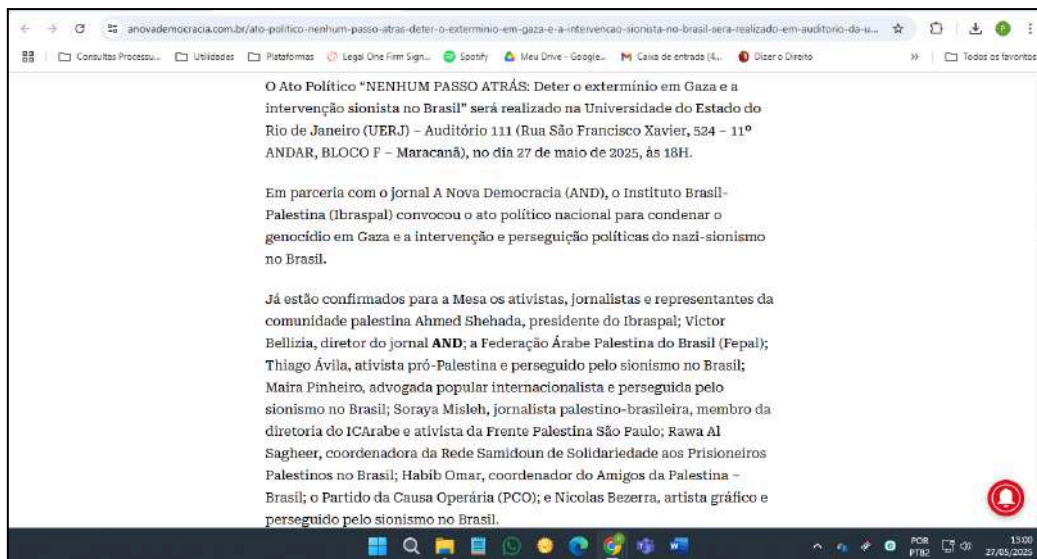 anovademocracia.com.br/ato-politico-nenhum-passo-atras-deter-o-exterminio-em-gaza-e-a-intervencao-sionista-no-brasil-sera-realizado-em-auditorio-da-u...
Consultas Processu... Utilidades Plataformas Legal One Firm Sign... Spotify Meu Drive - Google... Caixa de entrada (4,... Dizer o Direito » Todos os favoritos
O Ato Político “NENHUM PASSO ATRÁS: Deter o extermínio em Gaza e a
intervenção sionista no Brasil” será realizado na Universidade do Estado do
Rio de Janeiro (UERJ) – Auditório 111 (Rua São Francisco Xavier, 524 – 11º
ANDAR, BLOCO F – Maracanã), no dia 27 de maio de 2025, às 18H.
Em parceria com o jornal A Nova Democracia (AND), o Instituto Brasil-
Palestina (Ibraspal) convocou o ato político nacional para condenar o
genocídio em Gaza e a intervenção e perseguição políticas do nazi-sionismo
no Brasil.
Já estão confirmados para a Mesa os ativistas, jornalistas e representantes da
comunidade palestina Ahmed Shehada, presidente do Ibraspal; Victor
Bellizia, diretor do jornal AND; a Federação Árabe Palestina do Brasil (Fepal);
Thiago Ávila, ativista pró-Palestina e perseguido pelo sionismo no Brasil;
Maira Pinheiro, advogada popular internacionalista e perseguida pelo
sionismo no Brasil; Soraya Misleh, jornalista palestino-brasileira, membro da
diretoria do ICArabe e ativista da Frente Palestina São Paulo; Rawa Al
Sagheer, coordenadora da Rede Samidoun de Solidariedade aos Prisioneiros
Palestinos no Brasil; Habib Omar, coordenador do Amigos da Palestina –
Brasil; o Partido da Causa Operária (PCO); e Nicolas Bezerra, artista gráfico e
perseguido pelo sionismo no Brasil.
POR 13:00
PTB2 27/05/2025